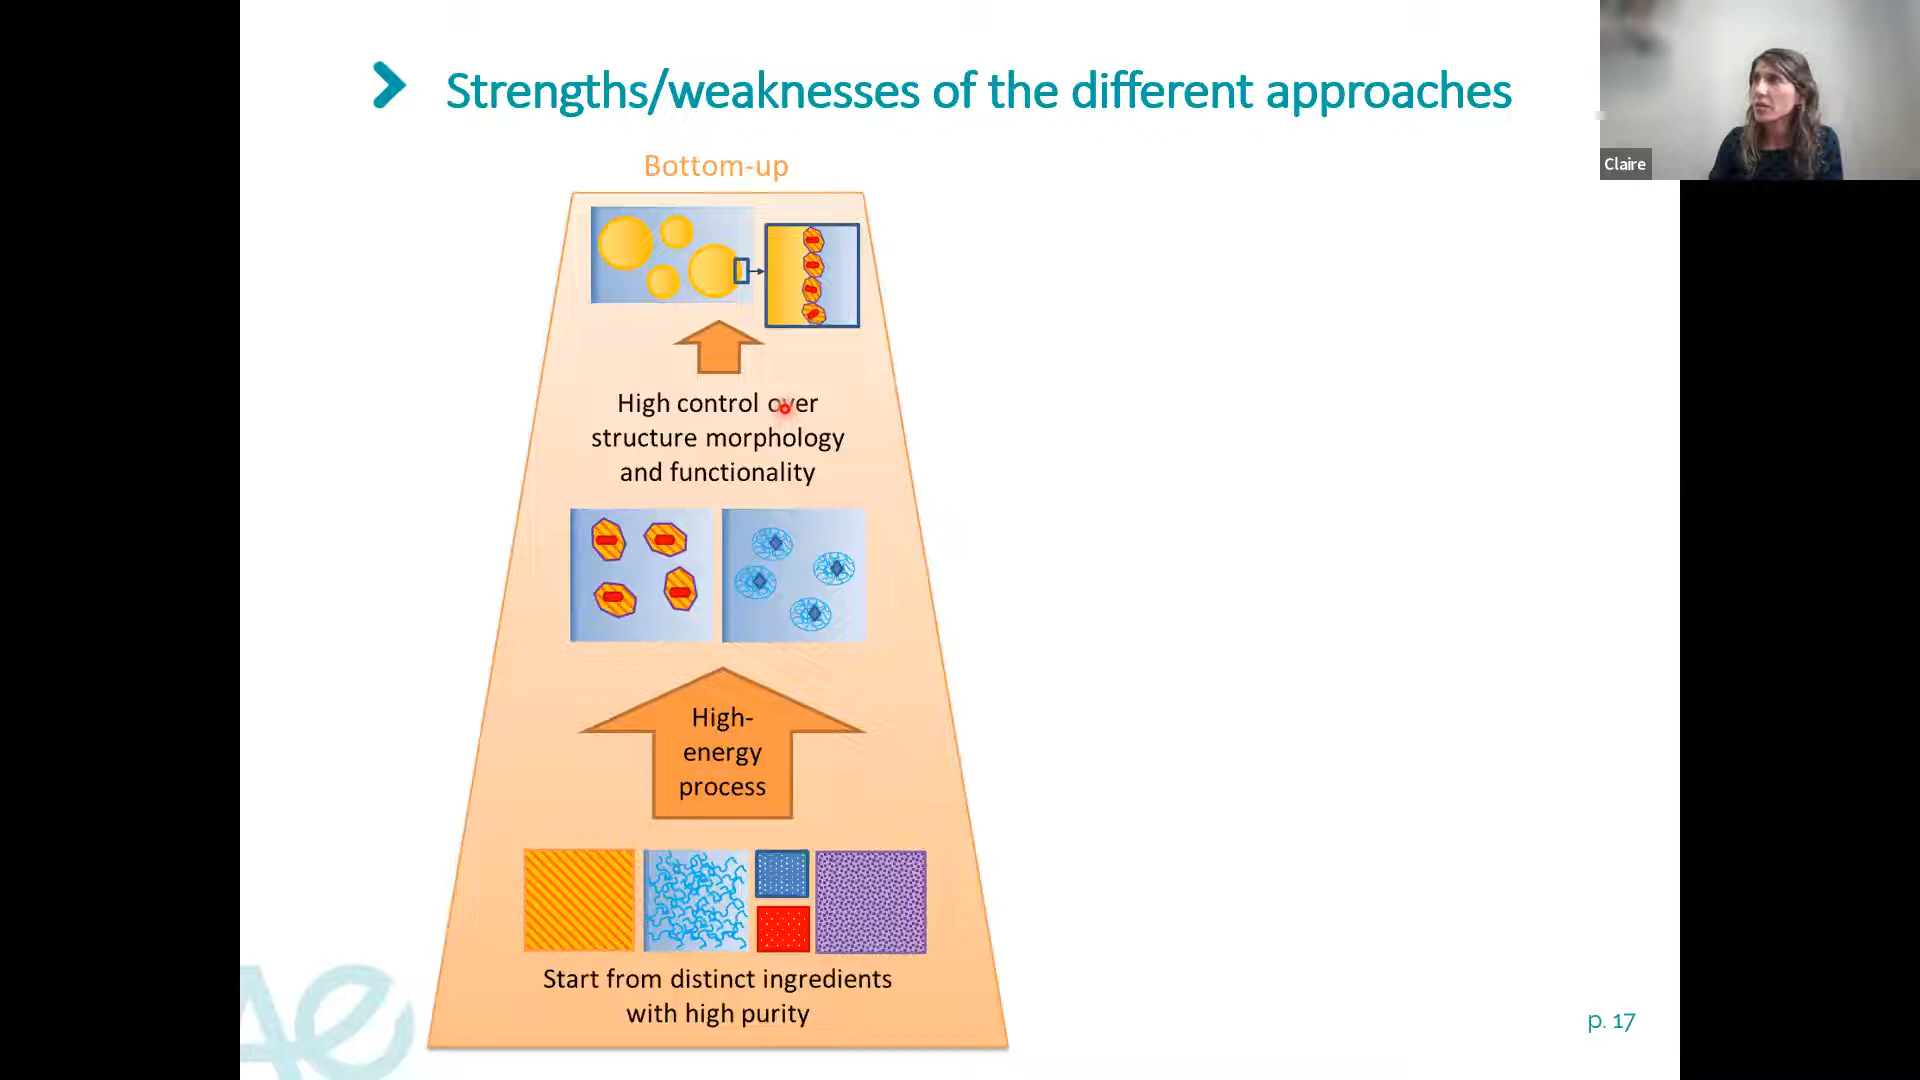 Strengths/weaknesses of the different approaches
Claire
Bottom-up
High control over
structure morphology
and functionality
High-
energy
process
Start from distinct ingredients
with high purity
p. 17